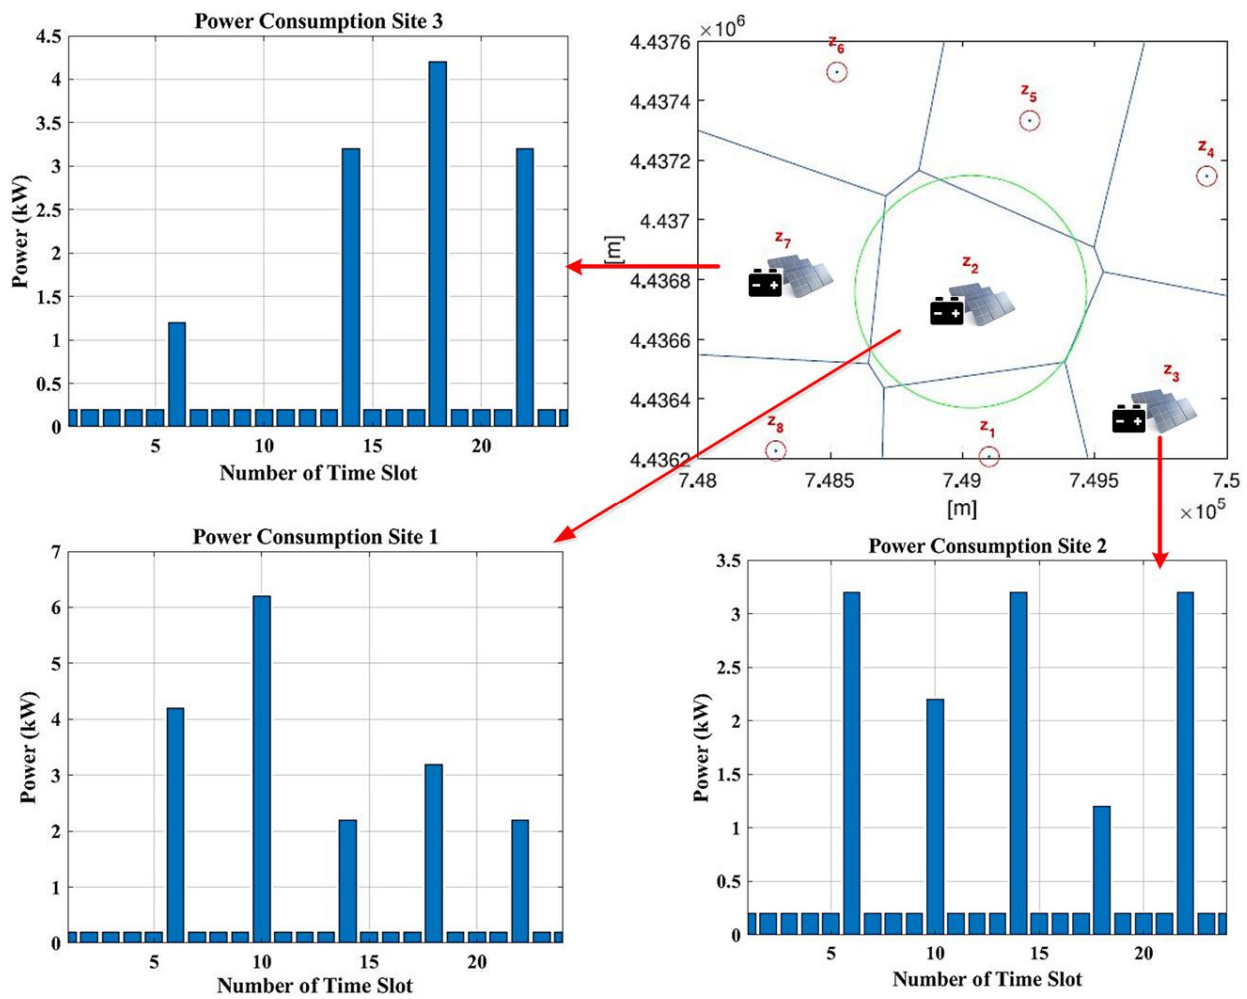 Power Consumption Site 3
4.5
4
3.5
3
2.5
2
1.5
1
0.5
0
Power (kW)
5
10
15
20
Number of Time Slot
×10⁶
4.4376
4.4374
4.4372
4.437
4.4368
4.4366
4.4364
4.4362
[m]
z6
z5
z4
z7
z2
z3
z8
z1
7.48
7.485
7.49
7.495
7.5
[m]
×10⁵
Power Consumption Site 1
7
6
5
4
3
2
1
0
Power (kW)
5
10
15
20
Number of Time Slot
Power Consumption Site 2
3.5
3
2.5
2
1.5
1
0.5
0
Power (kW)
5
10
15
20
Number of Time Slot